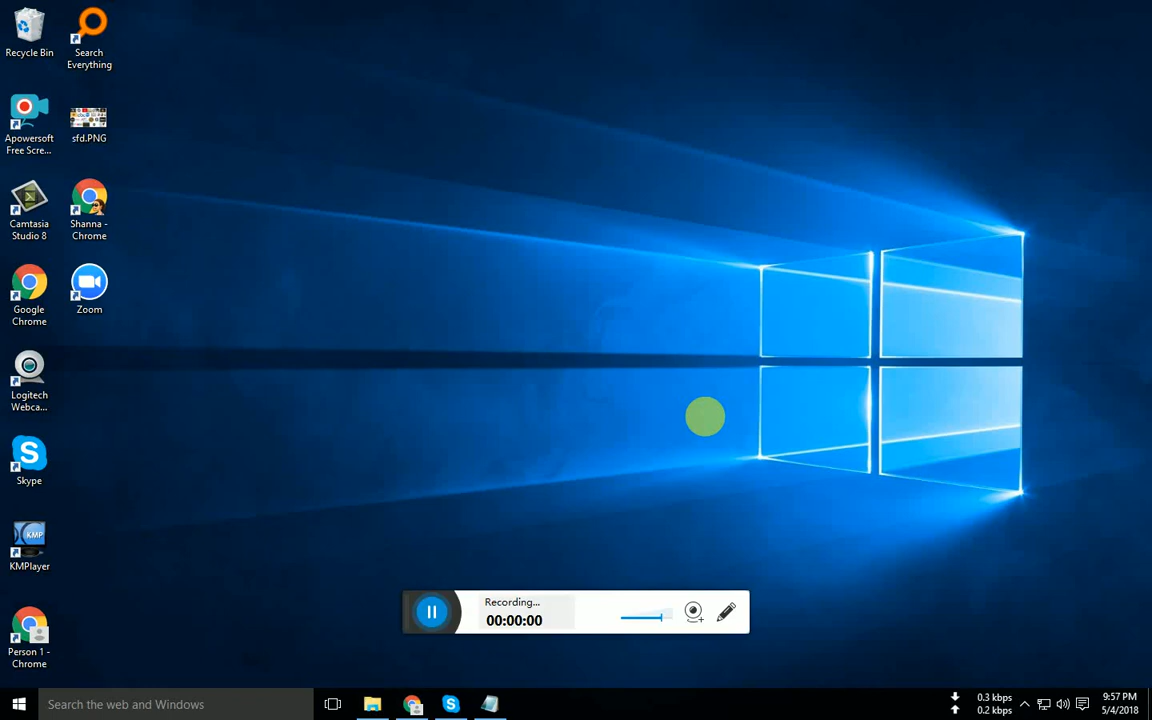 Recycle Bin
Search
Everything
Apowersoft
Free Scre...
sfd.PNG
Camtasia
Studio 8
Shanna -
Chrome
Google
Chrome
Zoom
Logitech
Webca...
Skype
KMP
KMPlayer
Person 1 -
Chrome
Recording...
00:00:00
Search the web and Windows
0.3 kbps
0.2 kbps
9:57 PM
5/4/2018